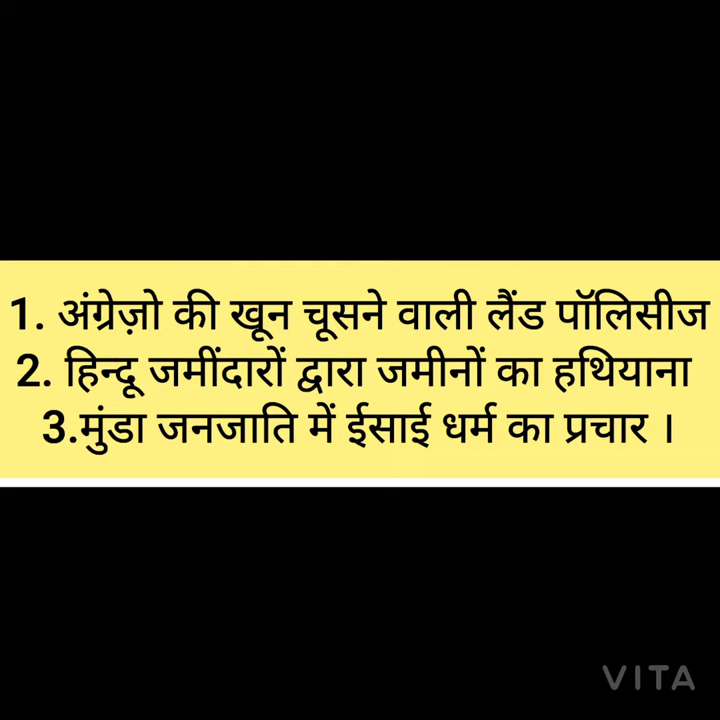 1. अंग्रेज़ो की खून चूसने वाली लैंड पॉलिसीज
2. हिन्दू जमींदारों द्वारा जमीनों का हथियाना
3.मुंडा जनजाति में ईसाई धर्म का प्रचार ।
VITA